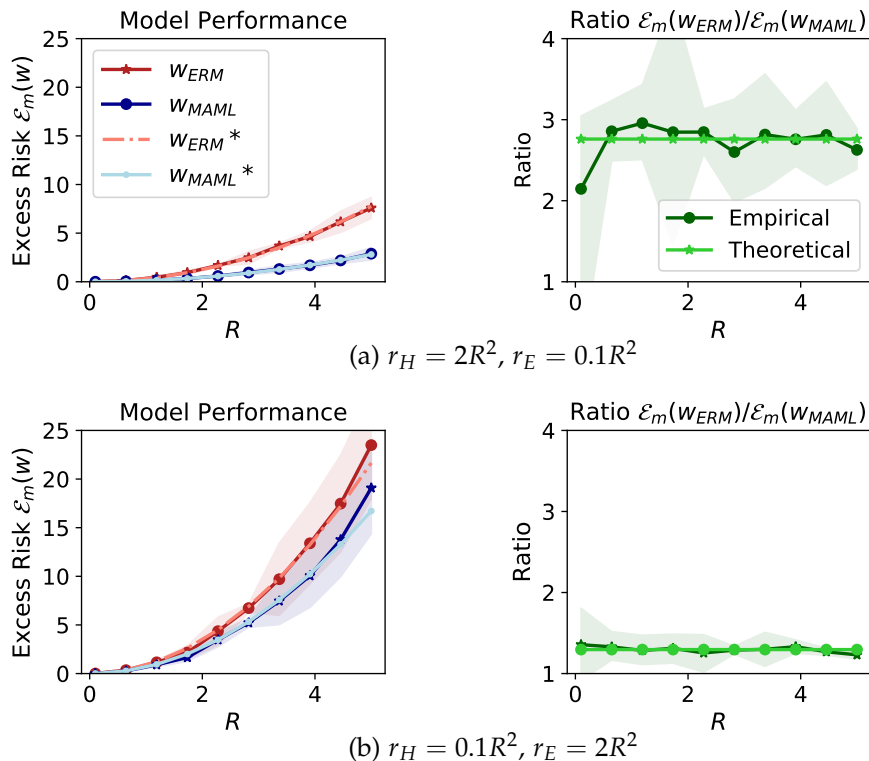 Model Performance
Excess Risk ℰ_m(w)
25
20
15
10
5
0
w_ERM
w_MAML
w_ERM *
w_MAML *
0 2 4
R
Ratio ℰ_m(w_ERM)/ℰ_m(w_MAML)
Ratio
4
3
2
1
Empirical
Theoretical
0 2 4
R
(a) r_H = 2R², r_E = 0.1R²
Model Performance
Excess Risk ℰ_m(w)
25
20
15
10
5
0
0 2 4
R
Ratio ℰ_m(w_ERM)/ℰ_m(w_MAML)
Ratio
4
3
2
1
0 2 4
R
(b) r_H = 0.1R², r_E = 2R²